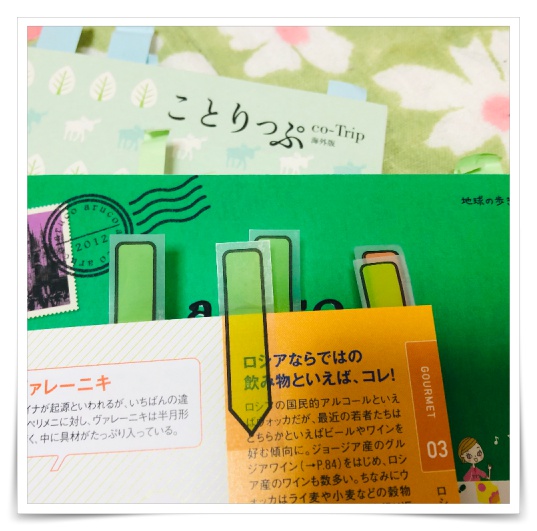 ことりっぷ co-Trip
海外版
地球の歩き
aruco
2012
ァレーニキ
イナが起源といわれるが、いちばんの違
ペリメニに対し、ヴァレーニキは半月形
く、中に具材がたっぷり入っている。
ロシアならではの
飲み物といえば、コレ!
ロシアの国民的アルコールといえ
ばウォッカだが、最近の若者たちは
どちらかといえばビールやワインを
好む傾向に。ジョージア産のグル
ジアワイン(→P.84)をはじめ、ロシ
ア産のワインも数多い。ちなみにウ
ォッカはライ麦や小麦などの穀物
GOURMET
03
ロ